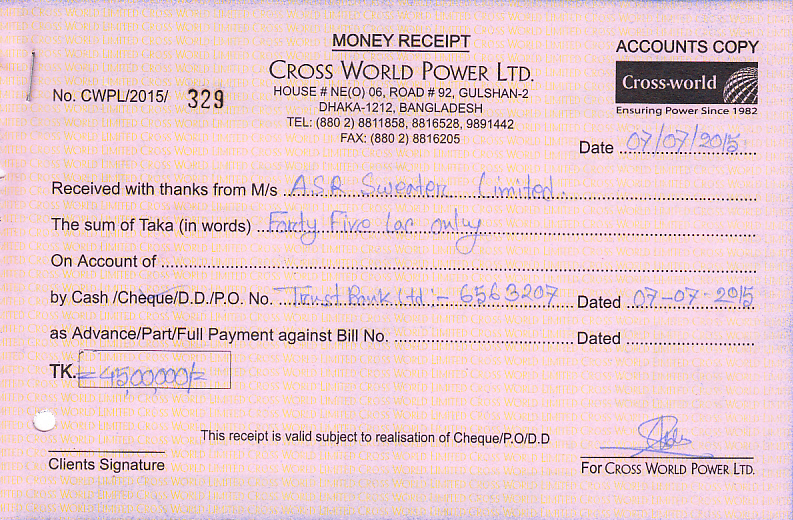 MONEY RECEIPT
ACCOUNTS COPY
CROSS WORLD POWER LTD.
Cross-world
No. CWPL/2015/ 329
HOUSE # NE(O) 06, ROAD # 92, GULSHAN-2
DHAKA-1212, BANGLADESH
Ensuring Power Since 1982
TEL: (880 2) 8811858, 8816528, 9891442
FAX: (880 2) 8816205
Date 07/07/2015
Received with thanks from M/s ASR Sweater Limited.
The sum of Taka (in words) Forty Five lac only
On Account of
by Cash /Cheque/D.D./P.O. No. Trust Bank Ltd:- 6563207 Dated 07-07-2015
as Advance/Part/Full Payment against Bill No. Dated
TK. =4500,000/=
This receipt is valid subject to realisation of Cheque/P.O/D.D
Clients Signature
For CROSS WORLD POWER LTD.